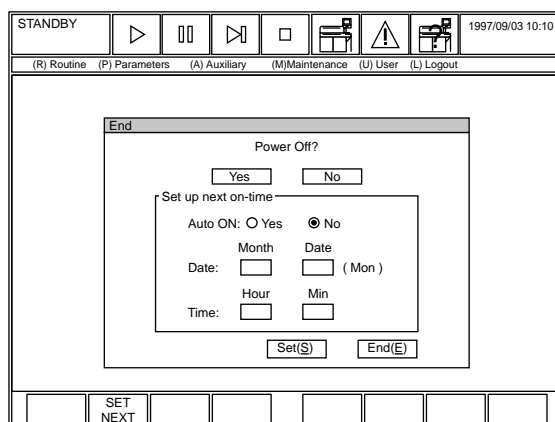 STANDBY
1997/09/03 10:10
(R) Routine (P) Parameters (A) Auxiliary (M)Maintenance (U) User (L) Logout
End
Power Off?
Yes No
Set up next on-time
Auto ON: Yes No
Month Date
Date: ( Mon )
Hour Min
Time:
Set(S) End(E)
SET
NEXT